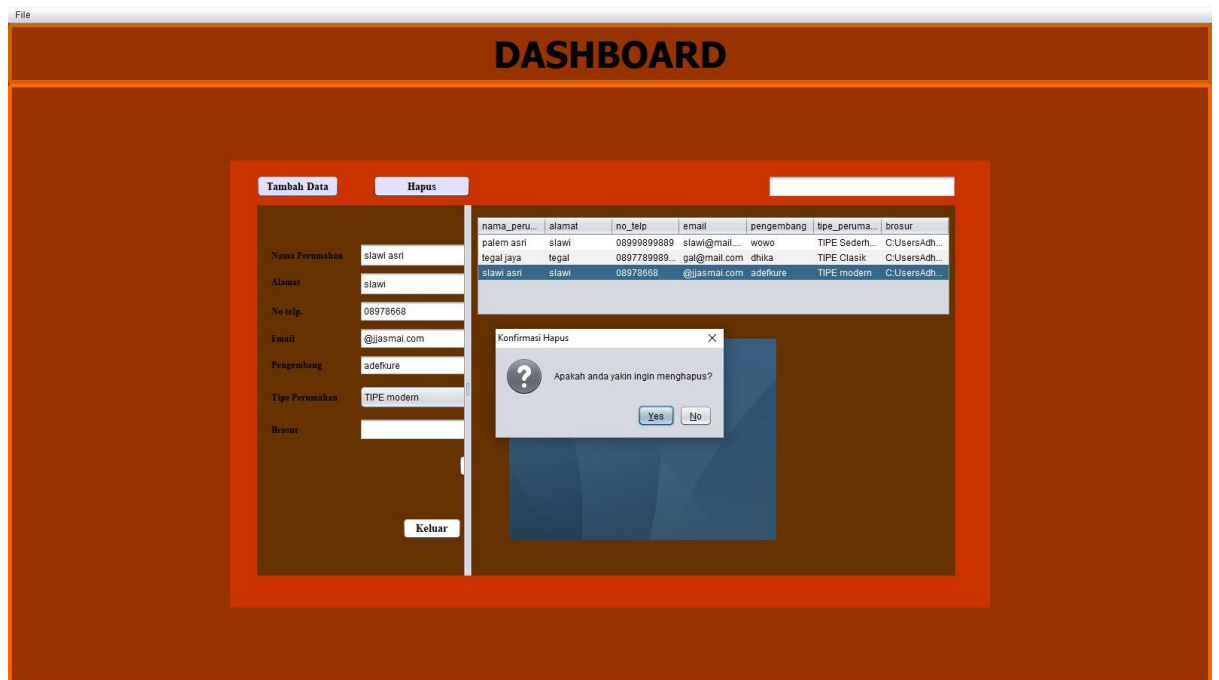 File
DASHBOARD
Tambah Data Hapus
nama_peru... alamat no_telp email pengembang tipe_peruma... brosur
palem asri slawi 08999899889 slawi@mail.... wowo TIPE Sederh... C:UsersAdh...
tegal jaya tegal 0897789989... gal@mail.com dhika TIPE Clasik C:UsersAdh...
slawi asri slawi 08978668 @jjasmai.com adefkure TIPE modern C:UsersAdh...
Nama Perumahan slawi asri
Alamat slawi
No telp. 08978668
Email @jjasmai.com
Pengembang adefkure
Tipe Perumahan TIPE modern
Brosur
Keluar
Konfirmasi Hapus
Apakah anda yakin ingin menghapus?
Yes No